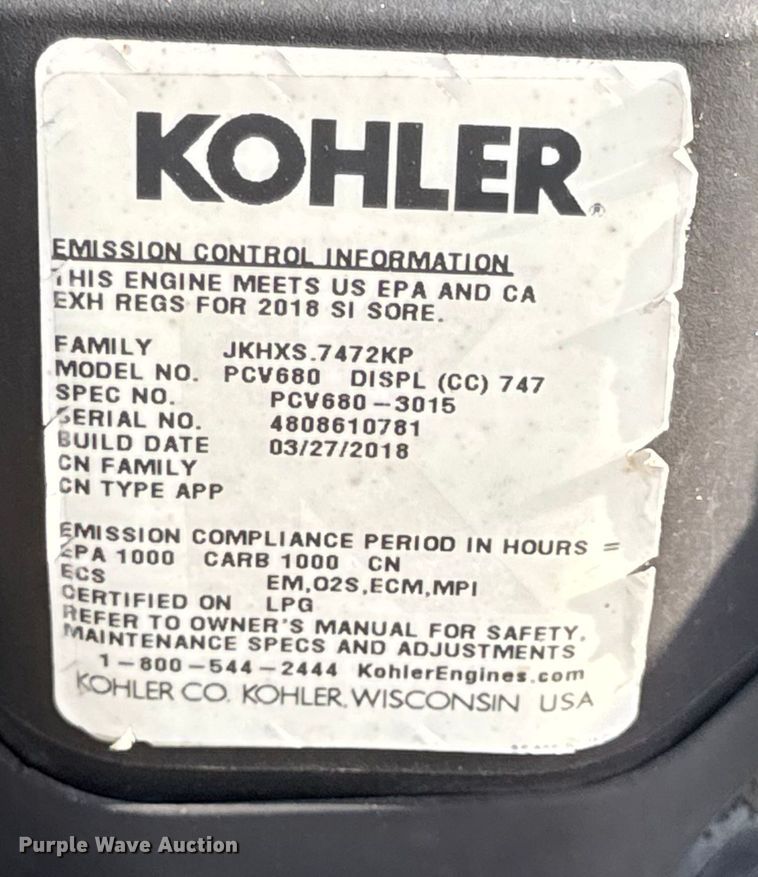 KOHLER®
EMISSION CONTROL INFORMATION
THIS ENGINE MEETS US EPA AND CA
EXH REGS FOR 2018 SI SORE.
FAMILY JKHXS.7472KP
MODEL NO. PCV680 DISPL (CC) 747
SPEC NO. PCV680-3015
SERIAL NO. 4808610781
BUILD DATE 03/27/2018
CN FAMILY
CN TYPE APP
EMISSION COMPLIANCE PERIOD IN HOURS =
EPA 1000 CARB 1000 CN
ECS EM,O2S,ECM,MPI
CERTIFIED ON LPG
REFER TO OWNER'S MANUAL FOR SAFETY,
MAINTENANCE SPECS AND ADJUSTMENTS
1-800-544-2444 KohlerEngines.com
KOHLER CO. KOHLER, WISCONSIN USA
Purple Wave Auction